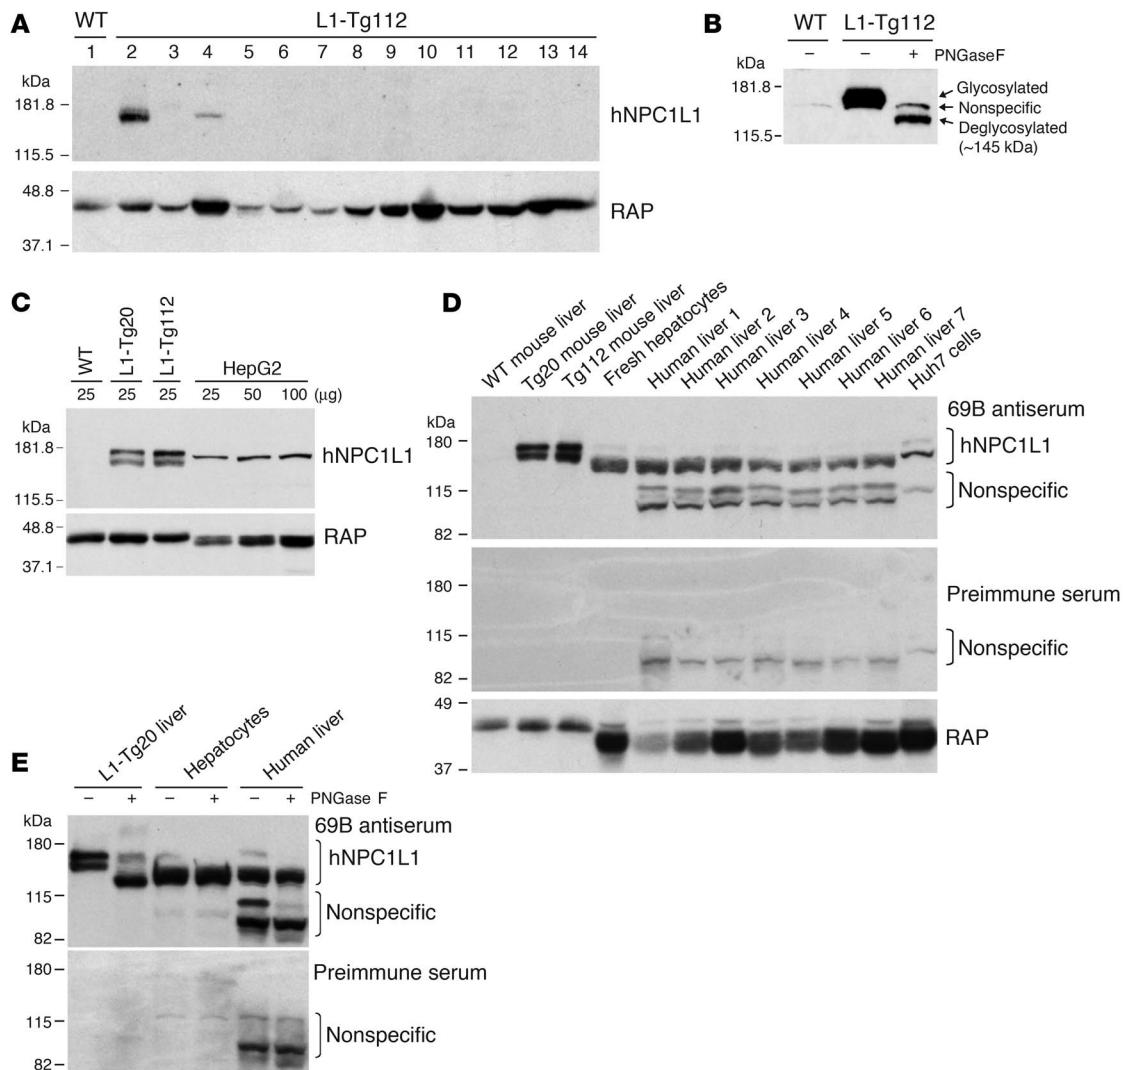 A
WT L1-Tg112
1 2 3 4 5 6 7 8 9 10 11 12 13 14
kDa
181.8
115.5
hNPC1L1
48.8
37.1
RAP
B
WT L1-Tg112
– – + PNGaseF
kDa
181.8
115.5
Glycosylated
Nonspecific
Deglycosylated
(~145 kDa)
C
WT L1-Tg20 L1-Tg112 HepG2
25 25 25 25 50 100 (μg)
kDa
181.8
115.5
hNPC1L1
48.8
37.1
RAP
D
WT mouse liver
Tg20 mouse liver
Tg112 mouse liver
Fresh hepatocytes
Human liver 1
Human liver 2
Human liver 3
Human liver 4
Human liver 5
Human liver 6
Human liver 7
Huh7 cells
kDa
180
115
82
69B antiserum
hNPC1L1
Nonspecific
180
115
82
Preimmune serum
Nonspecific
49
37
RAP
E
L1-Tg20 liver
Hepatocytes
Human liver
– + – + – + PNGase F
kDa
180
115
82
69B antiserum
hNPC1L1
Nonspecific
180
115
82
Preimmune serum
Nonspecific